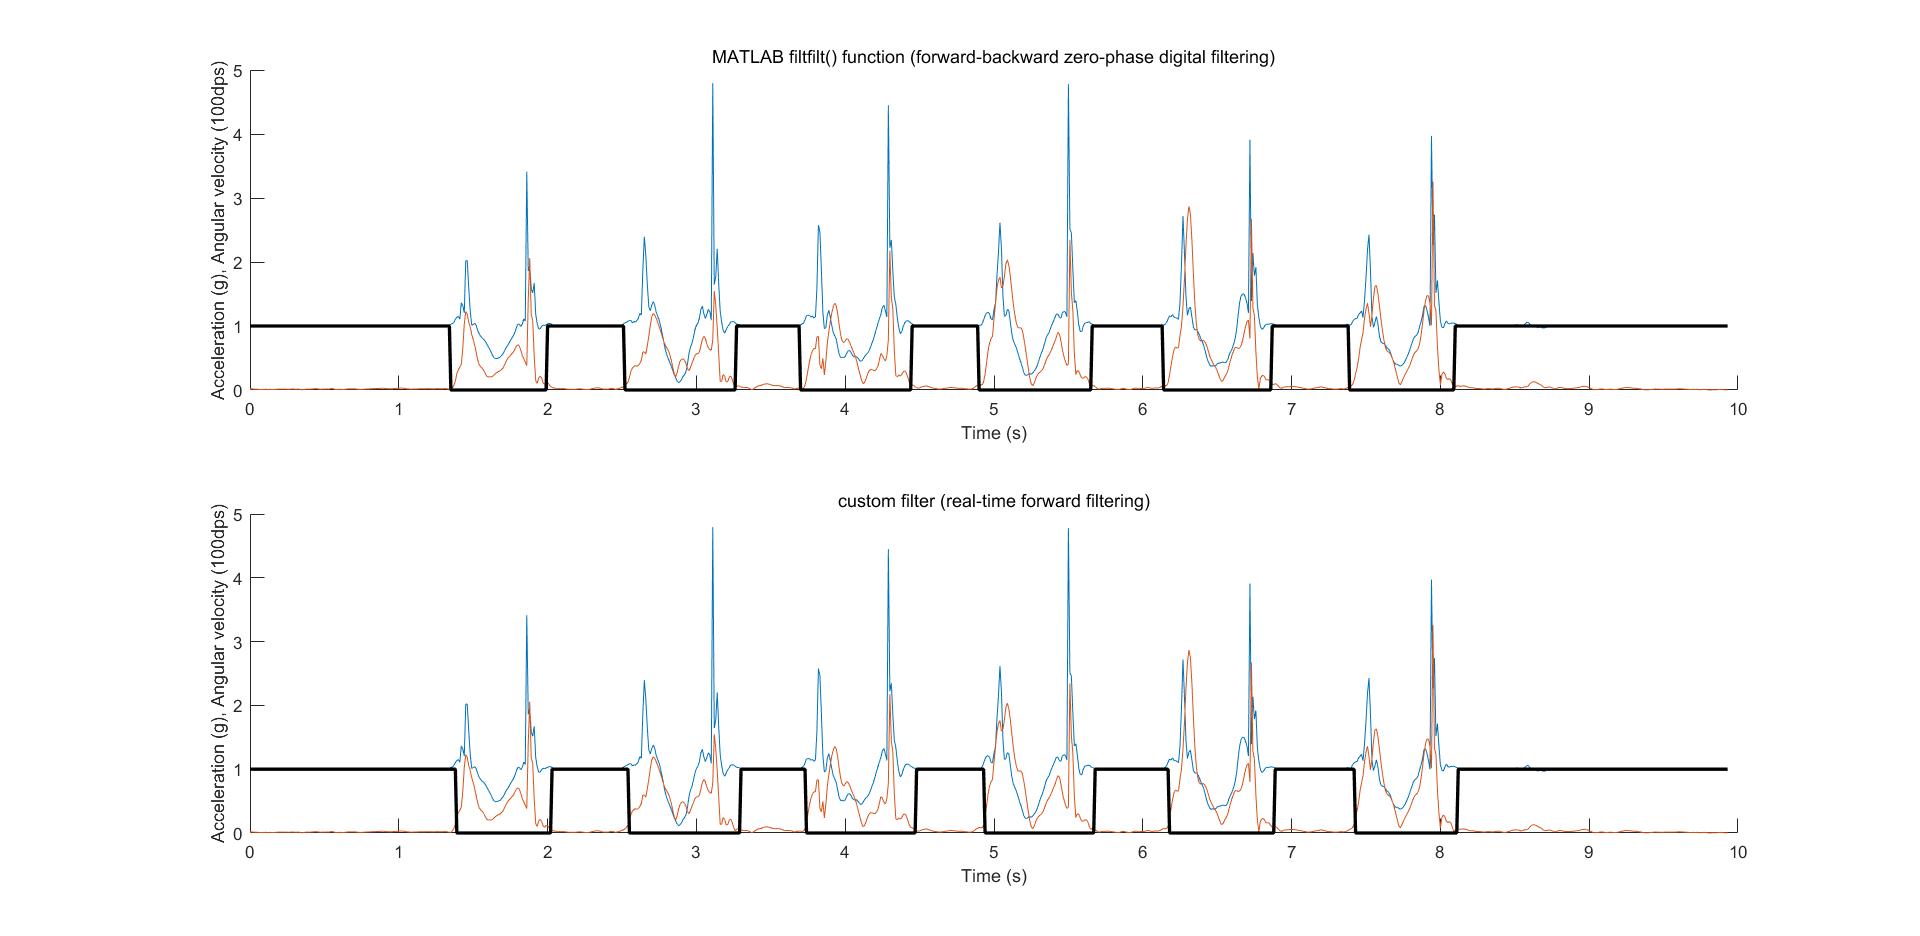 MATLAB filtfilt() function (forward-backward zero-phase digital filtering)
Acceleration (g), Angular velocity (100dps)
5
4
3
2
1
0
0 1 2 3 4 5 6 7 8 9 10
Time (s)
custom filter (real-time forward filtering)
Acceleration (g), Angular velocity (100dps)
5
4
3
2
1
0
0 1 2 3 4 5 6 7 8 9 10
Time (s)